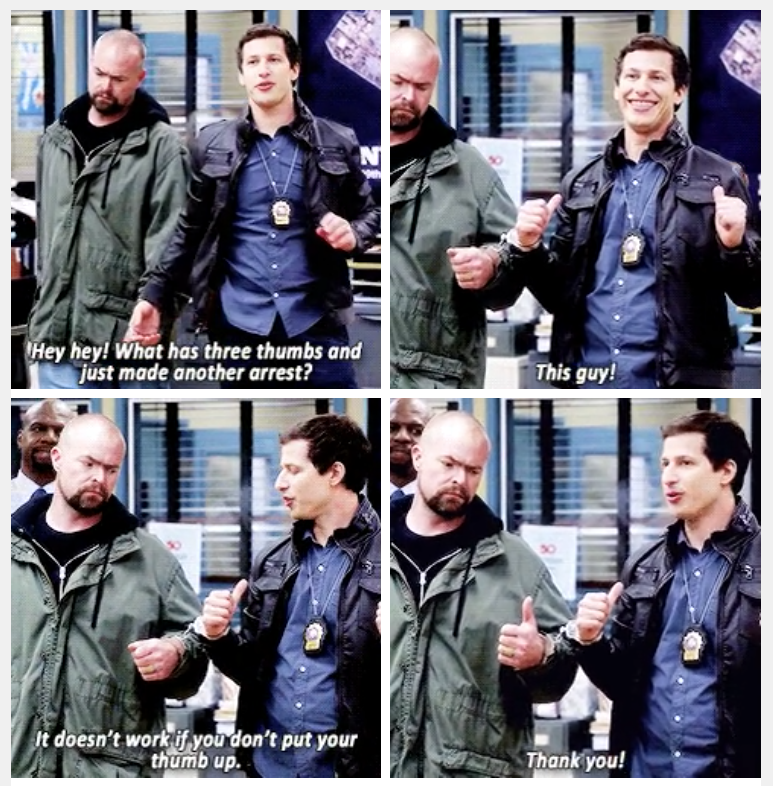 Hey hey! What has three thumbs and
just made another arrest?
This guy!
It doesn't work if you don't put your
thumb up.
Thank you!